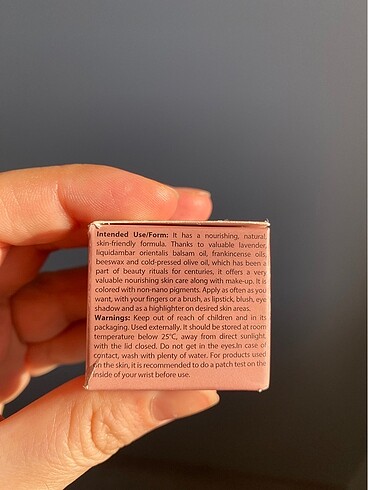 Intended Use/Form: It has a nourishing, natural,
skin-friendly formula. Thanks to valuable lavender,
liquidambar orientalis balsam oil, frankincense oils,
beeswax and cold-pressed olive oil, which has been a
part of beauty rituals for centuries, it offers a very
valuable nourishing skin care along with make-up. It is
colored with non-nano pigments. Apply as often as you
want, with your fingers or a brush, as lipstick, blush, eye
shadow and as a highlighter on desired skin areas.
Warnings: Keep out of reach of children and in its
packaging. Used externally. It should be stored at room
temperature below 25°C, away from direct sunlight,
with the lid closed. Do not get in the eyes.In case of
contact, wash with plenty of water. For products used
on the skin, it is recommended to do a patch test on the
inside of your wrist before use.